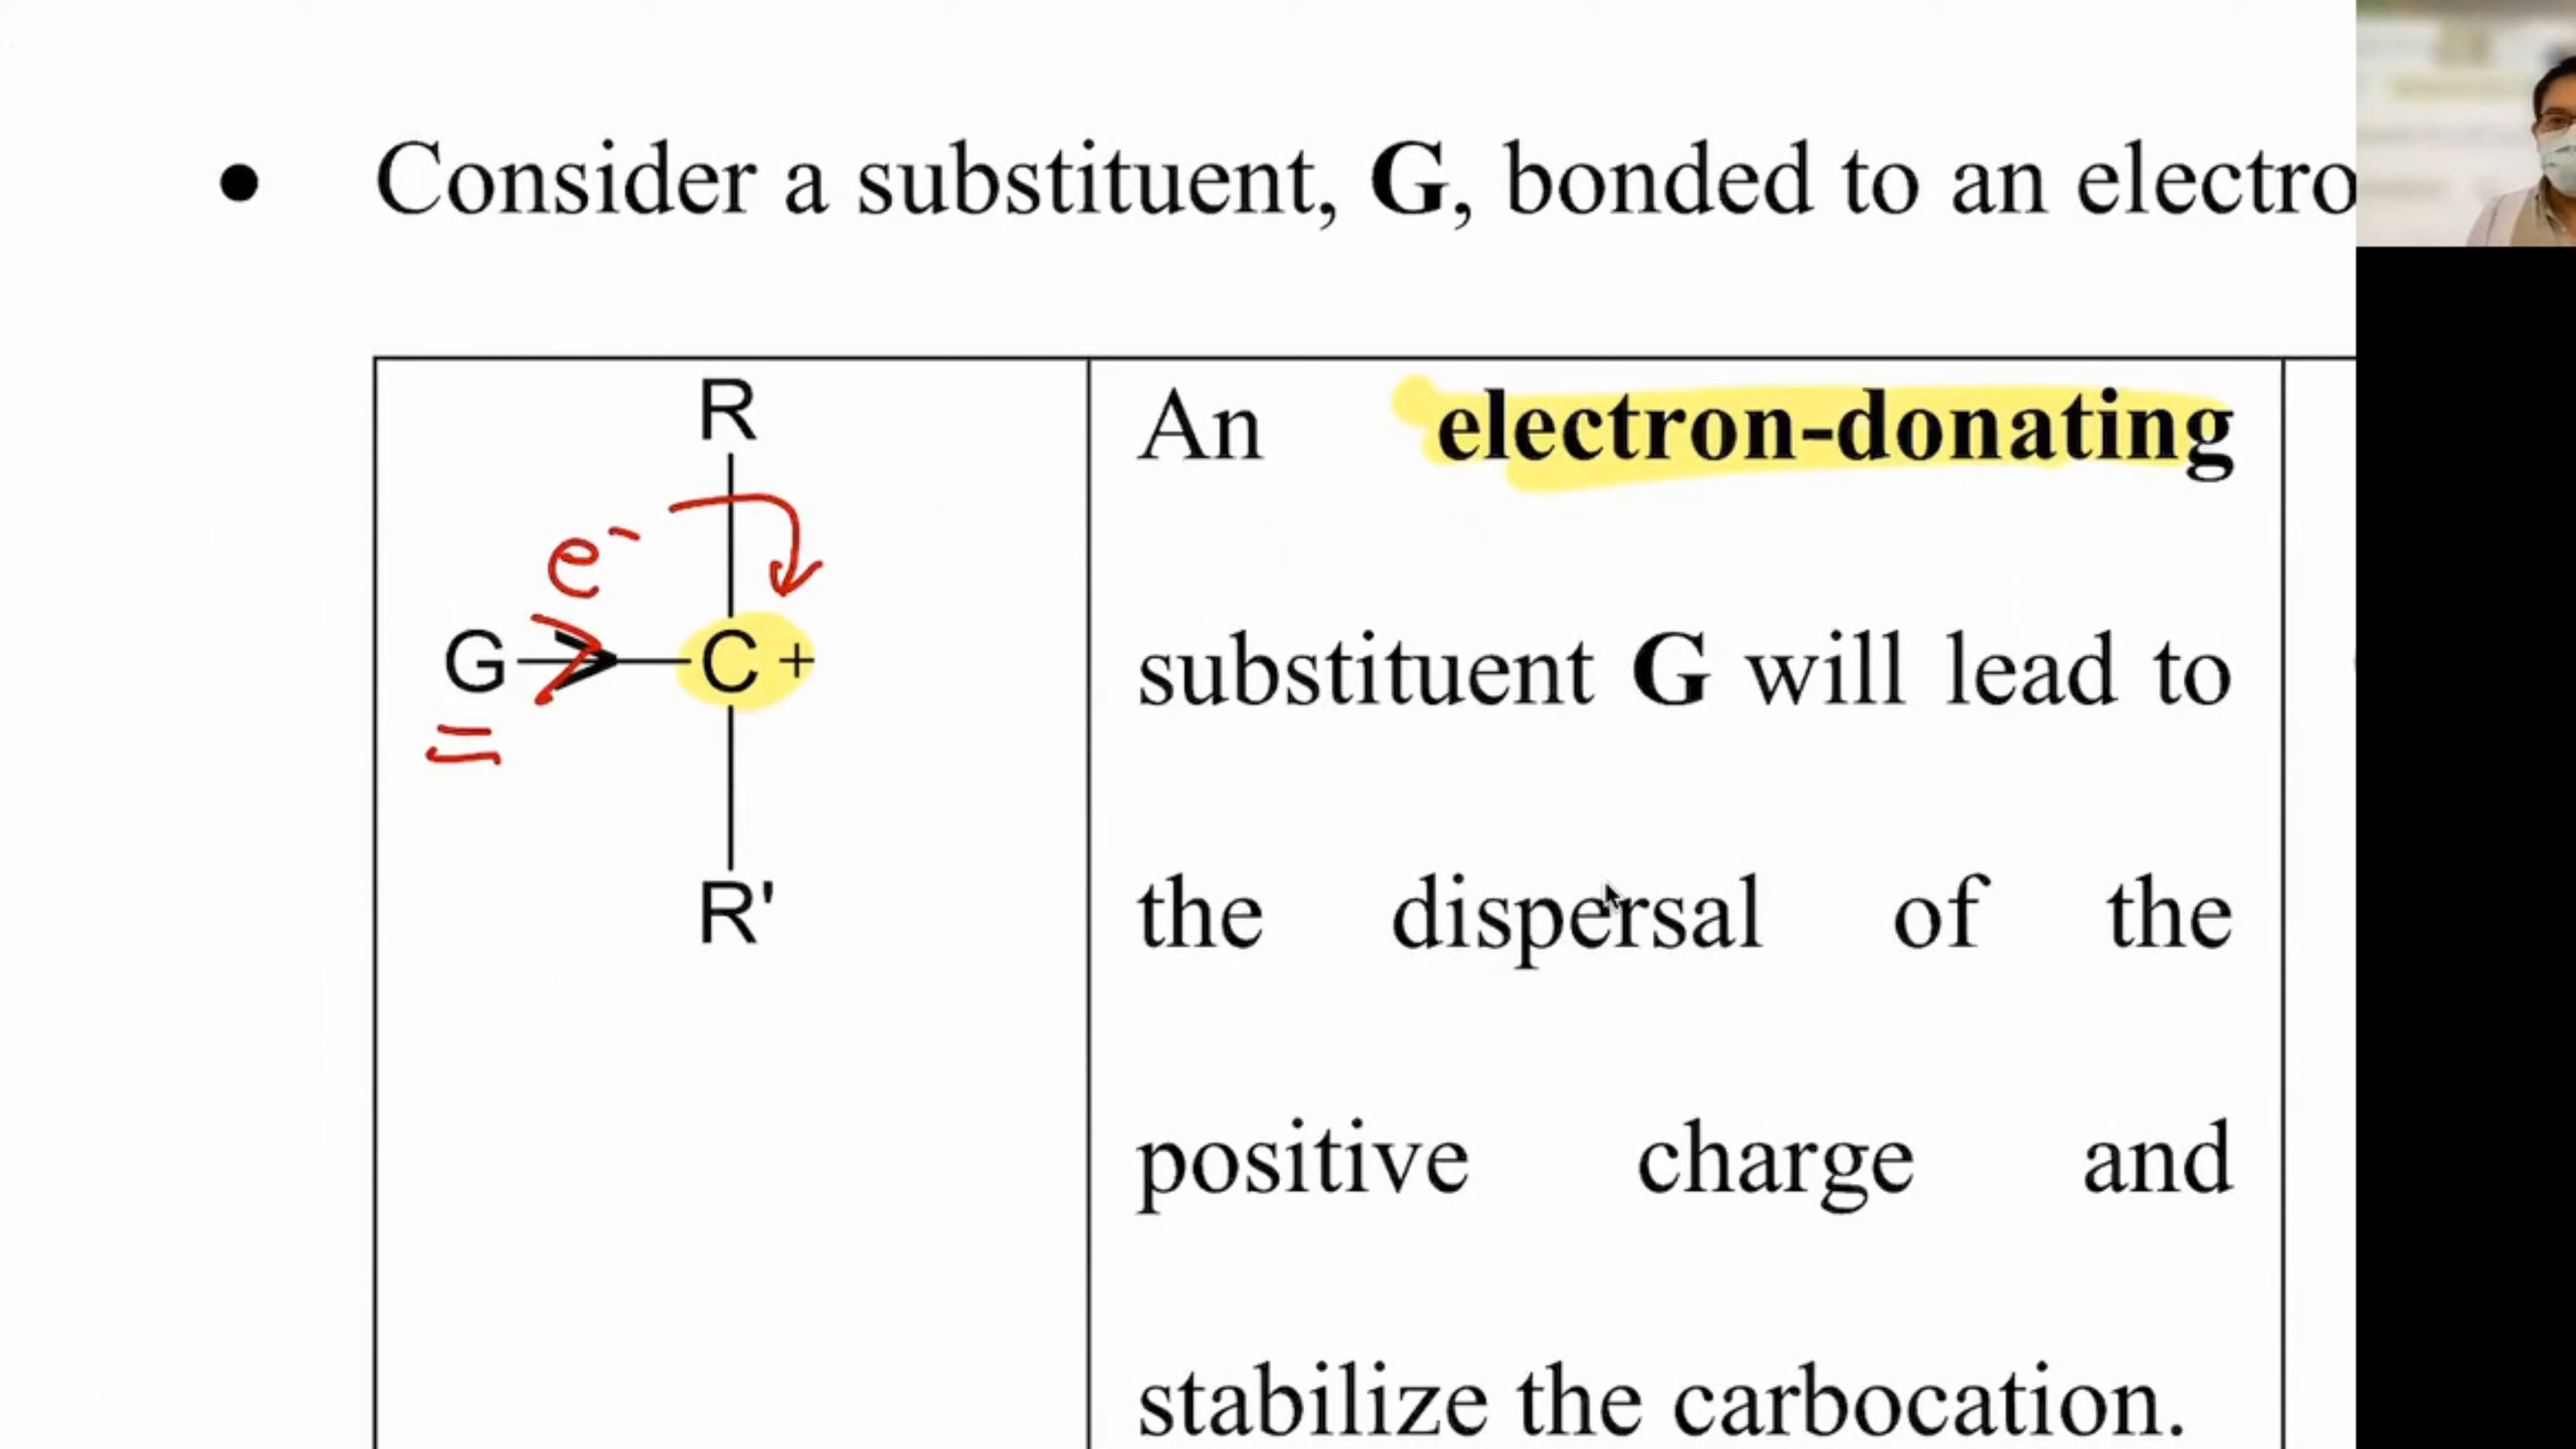 • Consider a substituent, G, bonded to an electro
R
e-
G C +
=
R'
An electron-donating
substituent G will lead to
the dispersal of the
positive charge and
stabilize the carbocation.